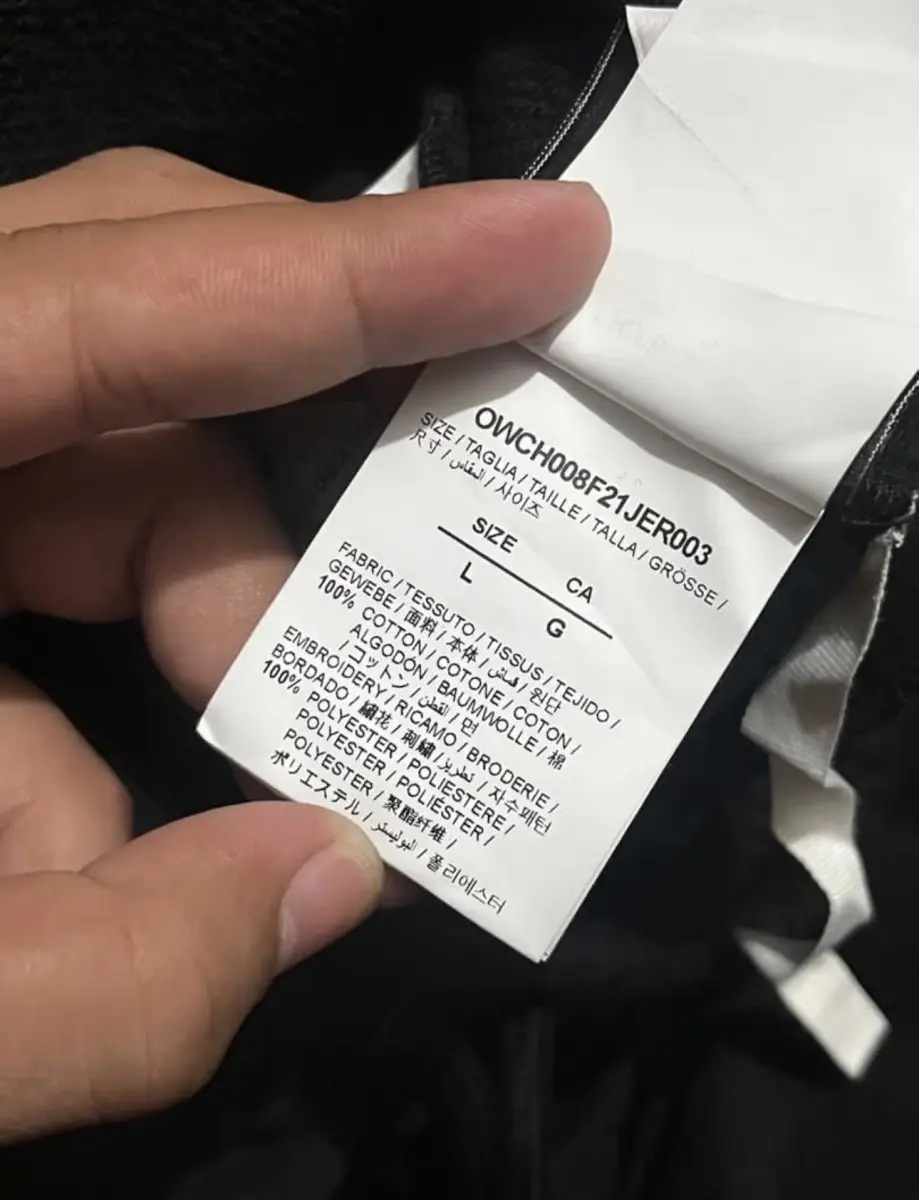 OWCH008F21JER003
SIZE / TAGLIA / TAILLE / TALLA / GRÖSSE /
尺寸 / المقاس / 사이즈
SIZE CA
L G
FABRIC / TESSUTO / TISSUS / TEJIDO /
GEWEBE / 面料 / 本体 / قماش / 원단
100% COTTON / COTONE / COTON /
ALGODÓN / BAUMWOLLE / 棉
/ コットン / القطن / 면
EMBROIDERY / RICAMO / BRODERIE /
BORDADO / 繡花 / 刺繍 / تطريز / 자수패턴
100% POLYESTER / POLIESTERE /
POLYESTER / POLIÉSTER /
POLYESTER / 聚酯纤维 /
ポリエステル / البوليستر / 폴리에스터